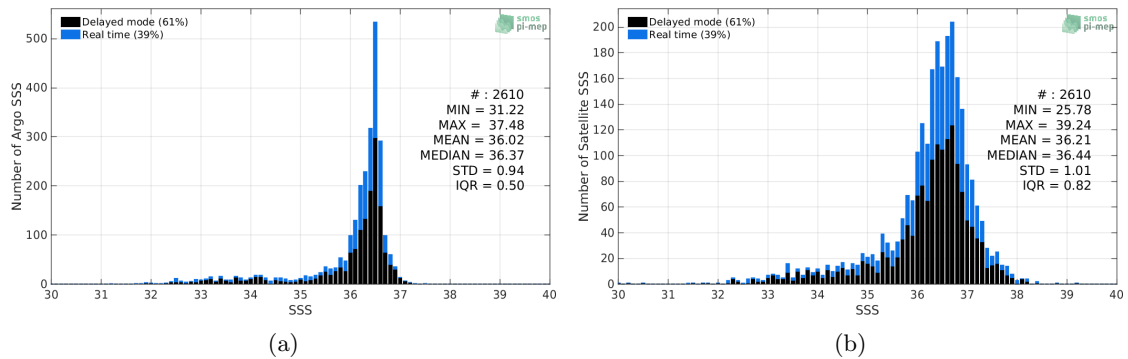 Delayed mode (61%)
Real time (39%)
smos
pi-mep
# : 2610
MIN = 31.22
MAX = 37.48
MEAN = 36.02
MEDIAN = 36.37
STD = 0.94
IQR = 0.50
Number of Argo SSS
500
400
300
200
100
0
30 31 32 33 34 35 36 37 38 39 40
SSS
(a)
Delayed mode (61%)
Real time (39%)
smos
pi-mep
# : 2610
MIN = 25.78
MAX = 39.24
MEAN = 36.21
MEDIAN = 36.44
STD = 1.01
IQR = 0.82
Number of Satellite SSS
200
180
160
140
120
100
80
60
40
20
0
30 31 32 33 34 35 36 37 38 39 40
SSS
(b)